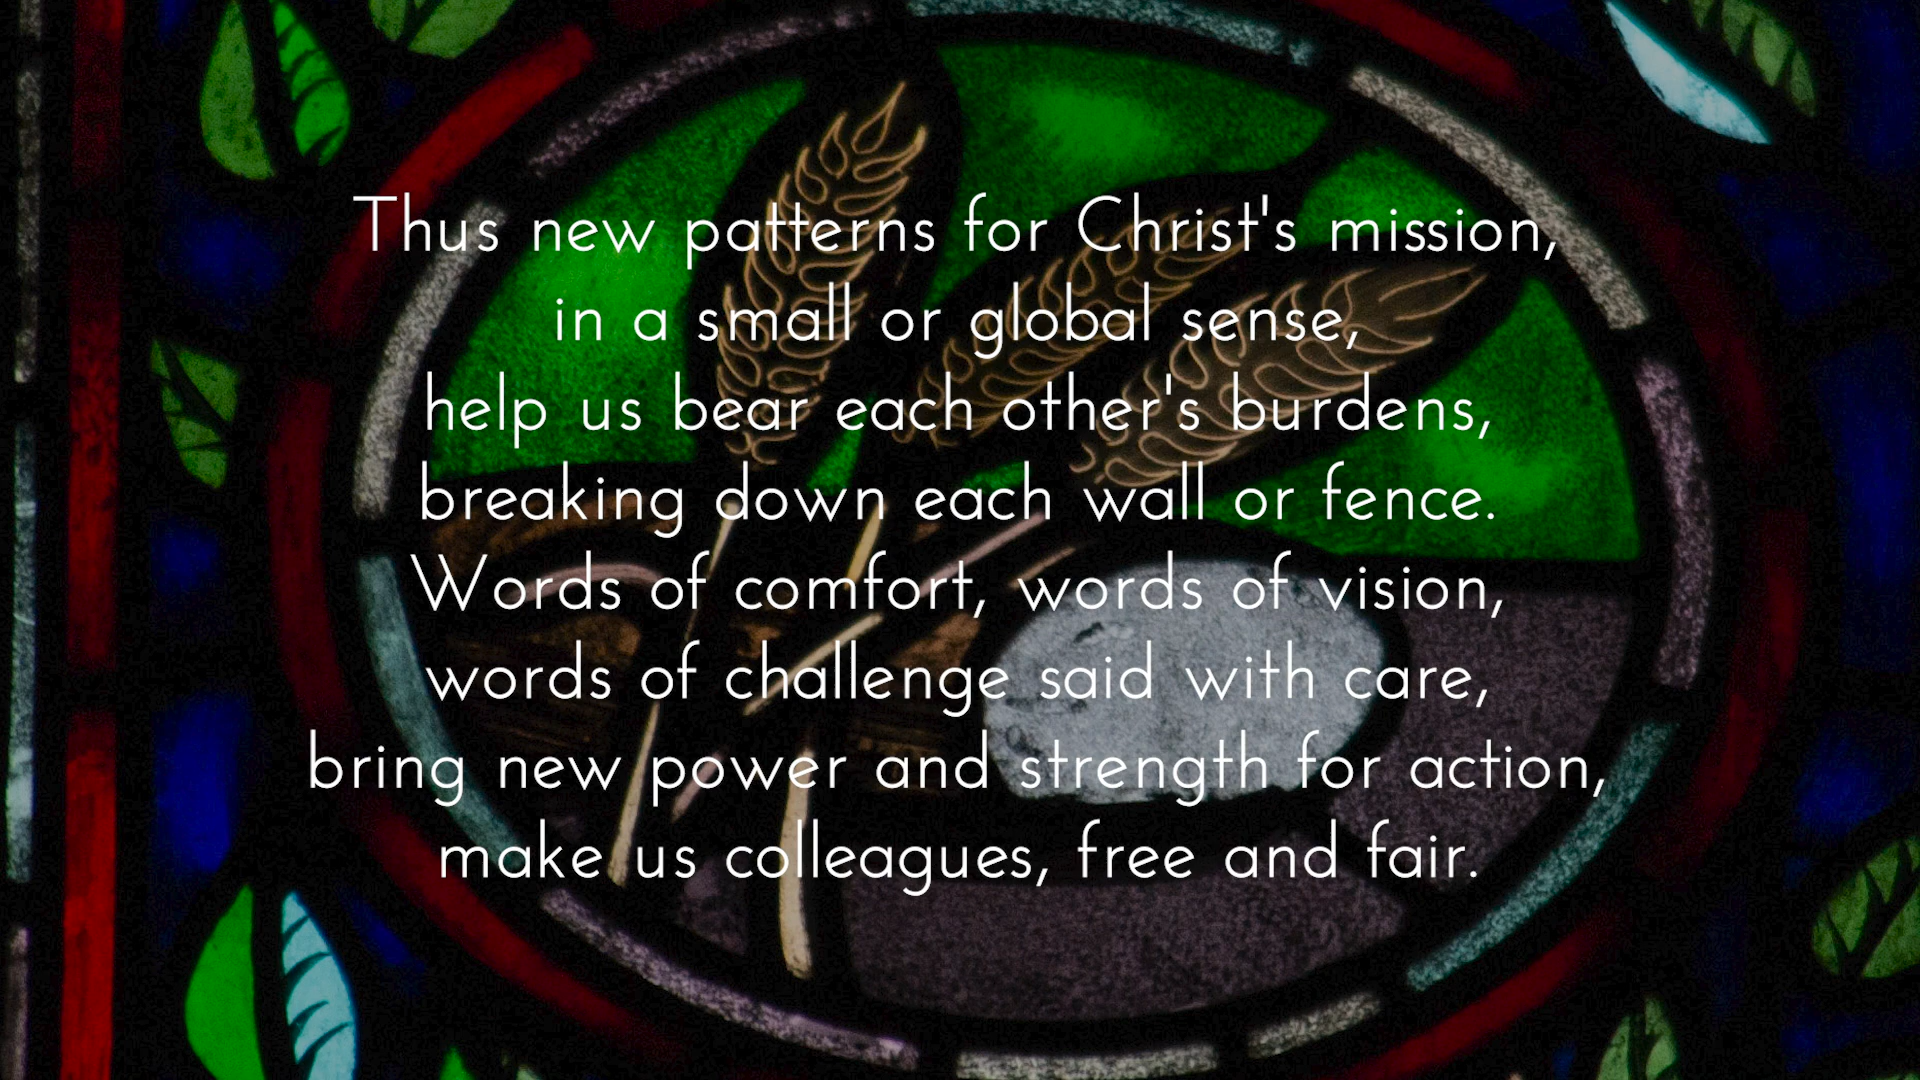 Thus new patterns for Christ's mission,
in a small or global sense,
help us bear each other's burdens,
breaking down each wall or fence.
Words of comfort, words of vision,
words of challenge said with care,
bring new power and strength for action,
make us colleagues, free and fair.